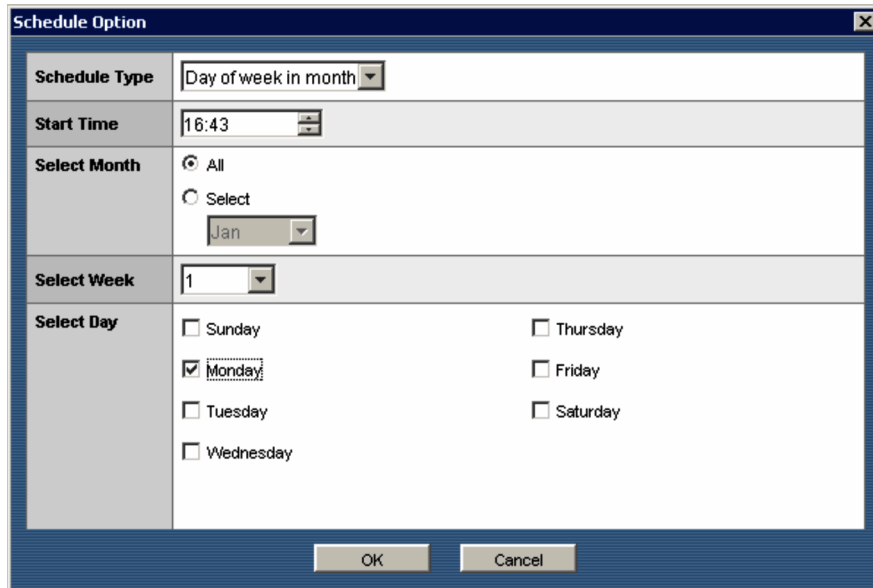 Schedule Option
Schedule Type Day of week in month
Start Time 16:43
Select Month All
Select
Jan
Select Week 1
Select Day Sunday Thursday
Monday Friday
Tuesday Saturday
Wednesday
OK Cancel